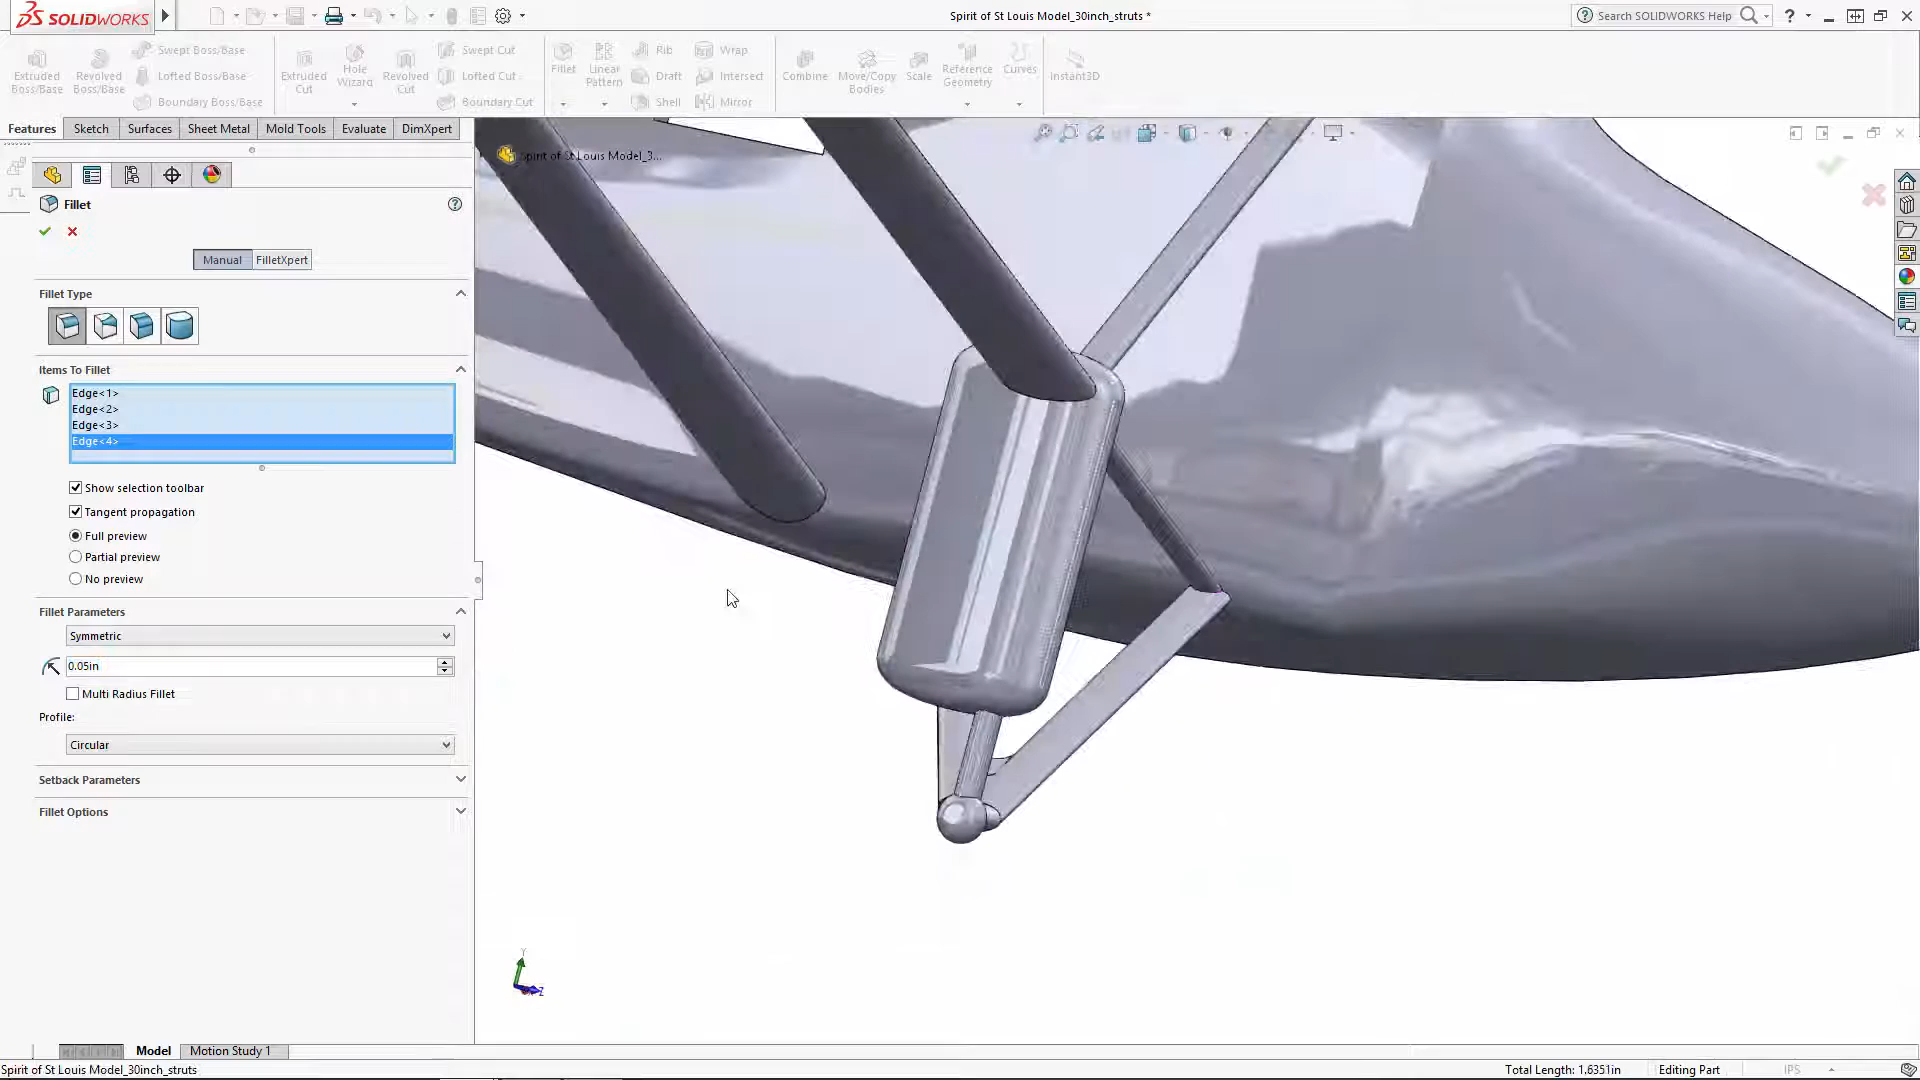 SOLIDWORKS
Spirit of St Louis Model_30inch_struts *
Search SOLIDWORKS Help
Extruded Boss/Base
Revolved Boss/Base
Swept Boss/Base
Lofted Boss/Base
Boundary Boss/Base
Extruded Cut
Hole Wizard
Revolved Cut
Swept Cut
Lofted Cut
Boundary Cut
Fillet
Linear Pattern
Rib
Draft
Shell
Wrap
Intersect
Mirror
Combine
Move/Copy Bodies
Scale
Reference Geometry
Curves
Instant3D
Features
Sketch
Surfaces
Sheet Metal
Mold Tools
Evaluate
DimXpert
Spirit of St Louis Model_3...
Fillet
Manual
FilletXpert
Fillet Type
Items To Fillet
Edge<1>
Edge<2>
Edge<3>
Edge<4>
Show selection toolbar
Tangent propagation
Full preview
Partial preview
No preview
Fillet Parameters
Symmetric
0.05in
Multi Radius Fillet
Profile:
Circular
Setback Parameters
Fillet Options
Y
Z
Model
Motion Study 1
Spirit of St Louis Model_30inch_struts
Total Length: 1.6351in
Editing Part
IPS